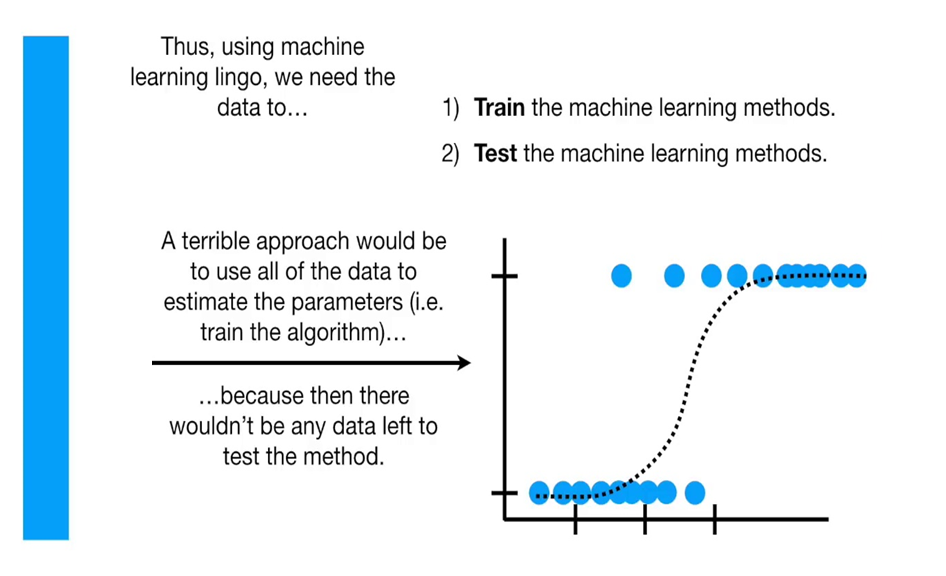 Thus, using machine
learning lingo, we need the
data to…
1) Train the machine learning methods.
2) Test the machine learning methods.
A terrible approach would be
to use all of the data to
estimate the parameters (i.e.
train the algorithm)…
…because then there
wouldn’t be any data left to
test the method.